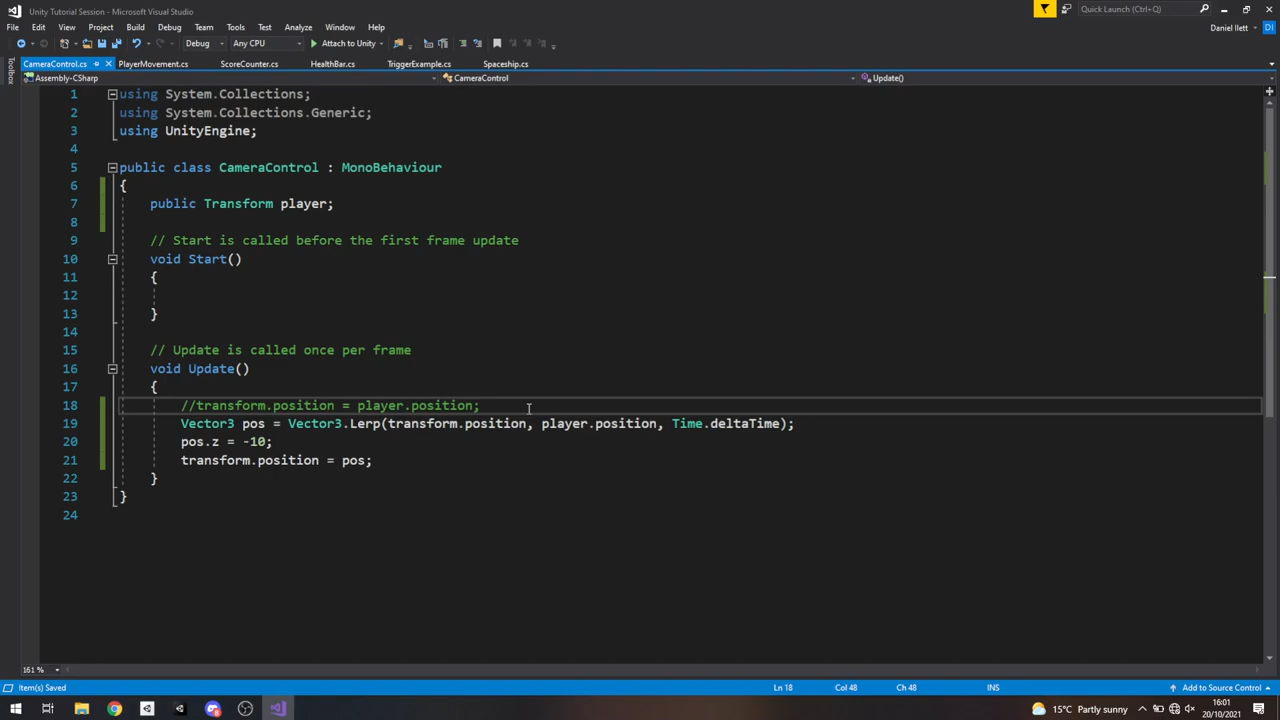 Unity Tutorial Session - Microsoft Visual Studio
Quick Launch (Ctrl+Q)
File Edit View Project Build Debug Team Tools Test Analyze Window Help
Daniel Ilett
DI
Debug Any CPU Attach to Unity
CameraControl.cs PlayerMovement.cs ScoreCounter.cs HealthBar.cs TriggerExample.cs Spaceship.cs
Toolbox
Assembly-CSharp CameraControl Update()
1 using System.Collections;
2 using System.Collections.Generic;
3 using UnityEngine;
4
5 public class CameraControl : MonoBehaviour
6 {
7 public Transform player;
8
9 // Start is called before the first frame update
10 void Start()
11 {
12
13 }
14
15 // Update is called once per frame
16 void Update()
17 {
18 //transform.position = player.position;
19 Vector3 pos = Vector3.Lerp(transform.position, player.position, Time.deltaTime);
20 pos.z = -10;
21 transform.position = pos;
22 }
23 }
24
161 %
Item(s) Saved Ln 18 Col 48 Ch 48 INS Add to Source Control
15°C Partly sunny
16:01
20/10/2021